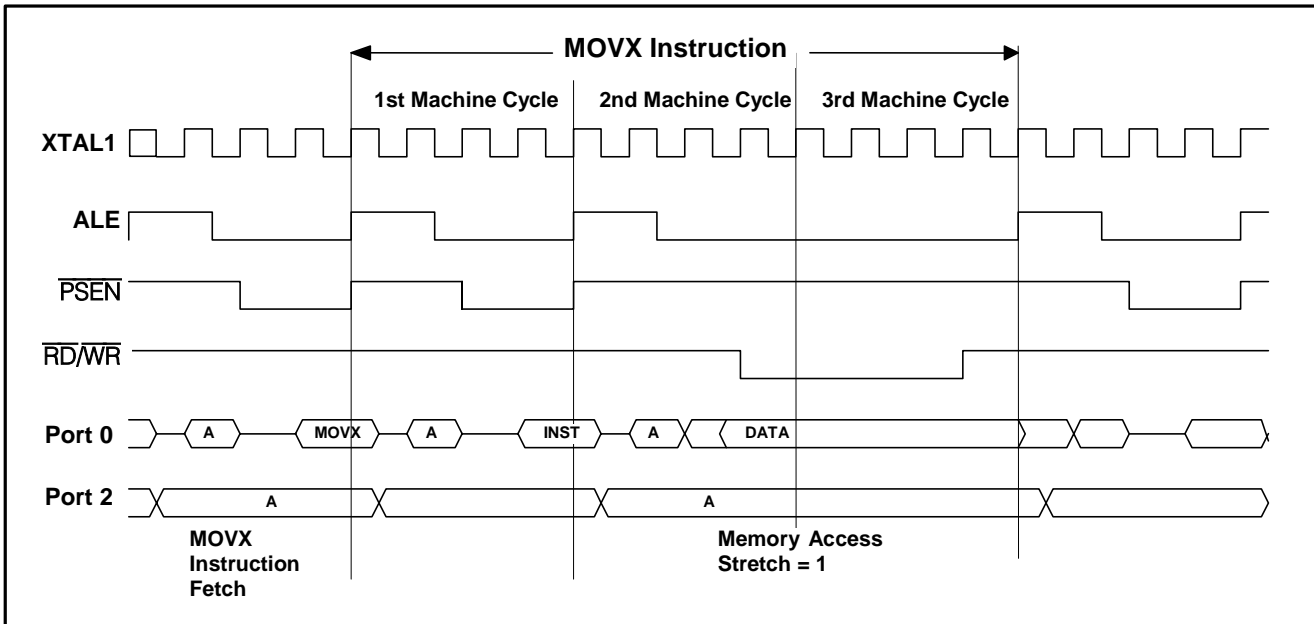 MOVX Instruction
1st Machine Cycle 2nd Machine Cycle 3rd Machine Cycle
XTAL1
ALE
PSEN
RD/WR
Port 0 A MOVX A INST A DATA
Port 2 A A
MOVX
Instruction
Fetch
Memory Access
Stretch = 1